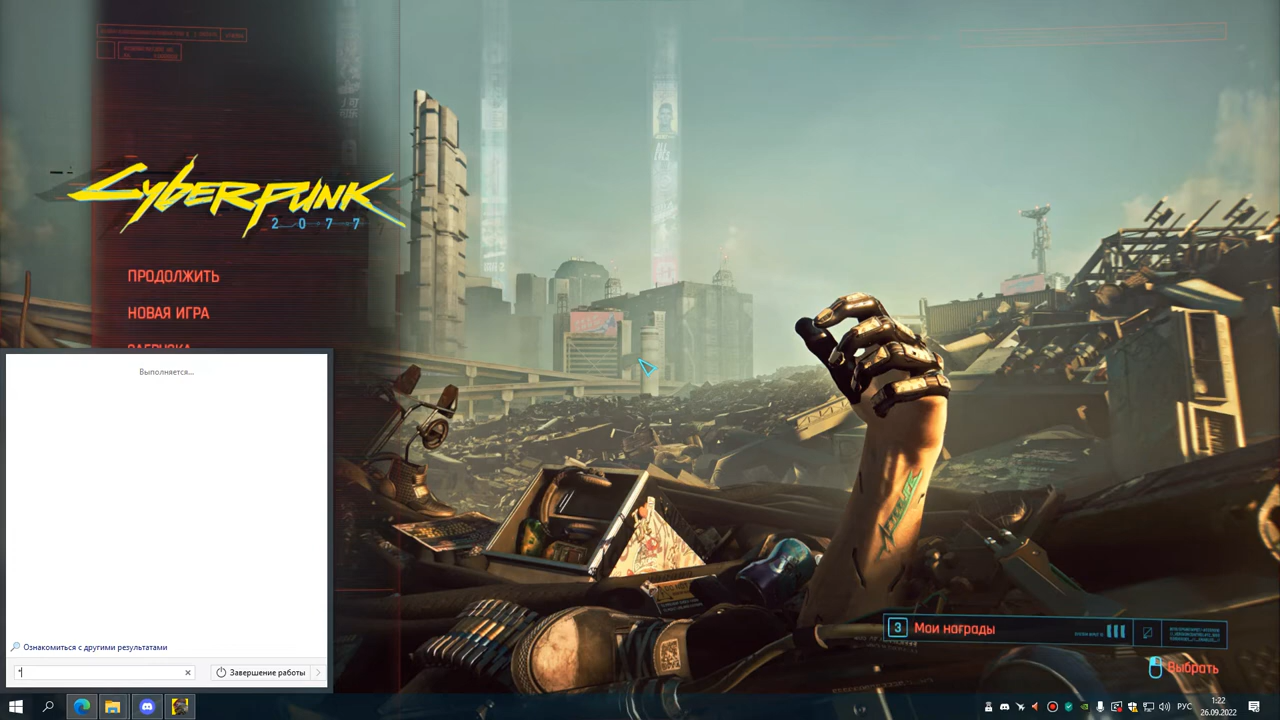 CYBERPUNK
2077
ПРОДОЛЖИТЬ
НОВАЯ ИГРА
ЗАГРУЗКА
Выполняется...
Ознакомиться с другими результатами
Завершение работы
3 Мои награды
Выбрать
РУС
1:22
26.09.2022